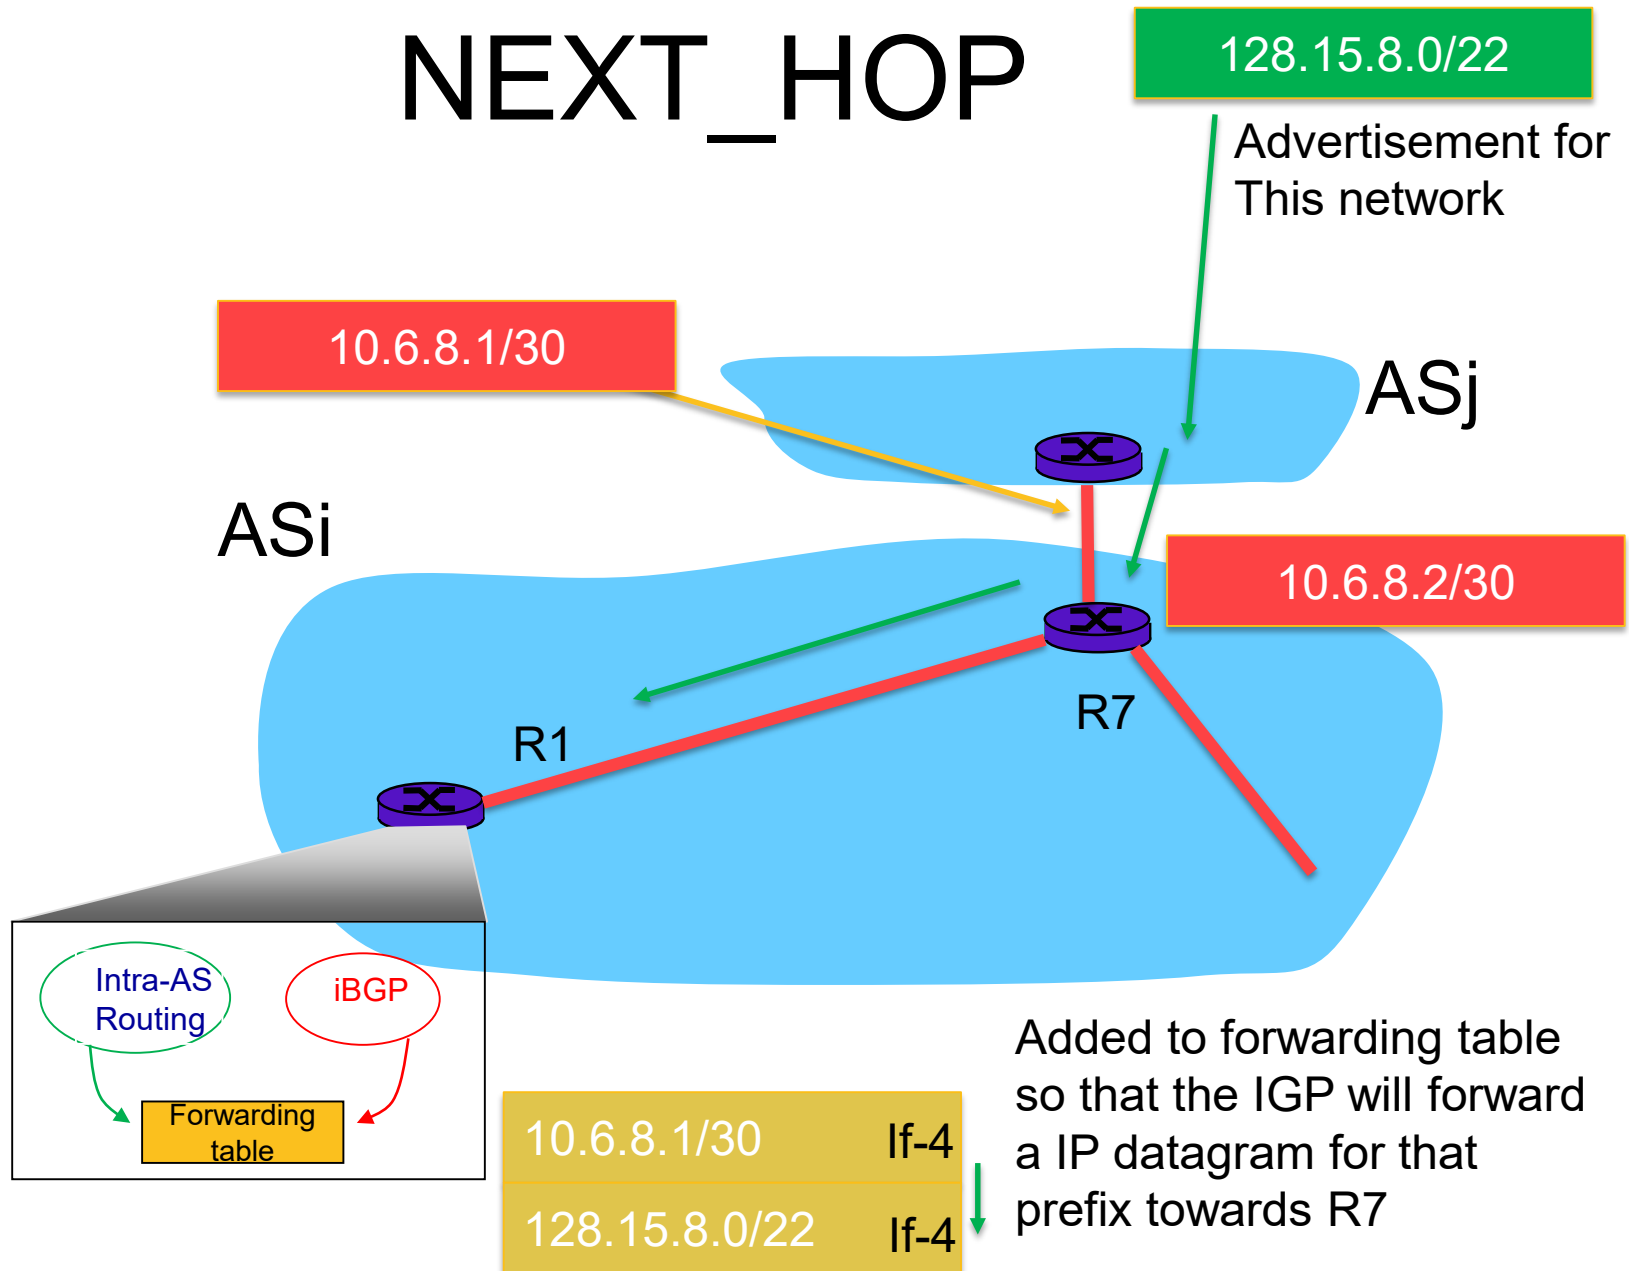 NEXT_HOP
128.15.8.0/22
Advertisement for
This network
10.6.8.1/30
ASj
ASi
10.6.8.2/30
R7
R1
Intra-AS
Routing
iBGP
Forwarding
table
10.6.8.1/30 If-4
128.15.8.0/22 If-4
Added to forwarding table
so that the IGP will forward
a IP datagram for that
prefix towards R7